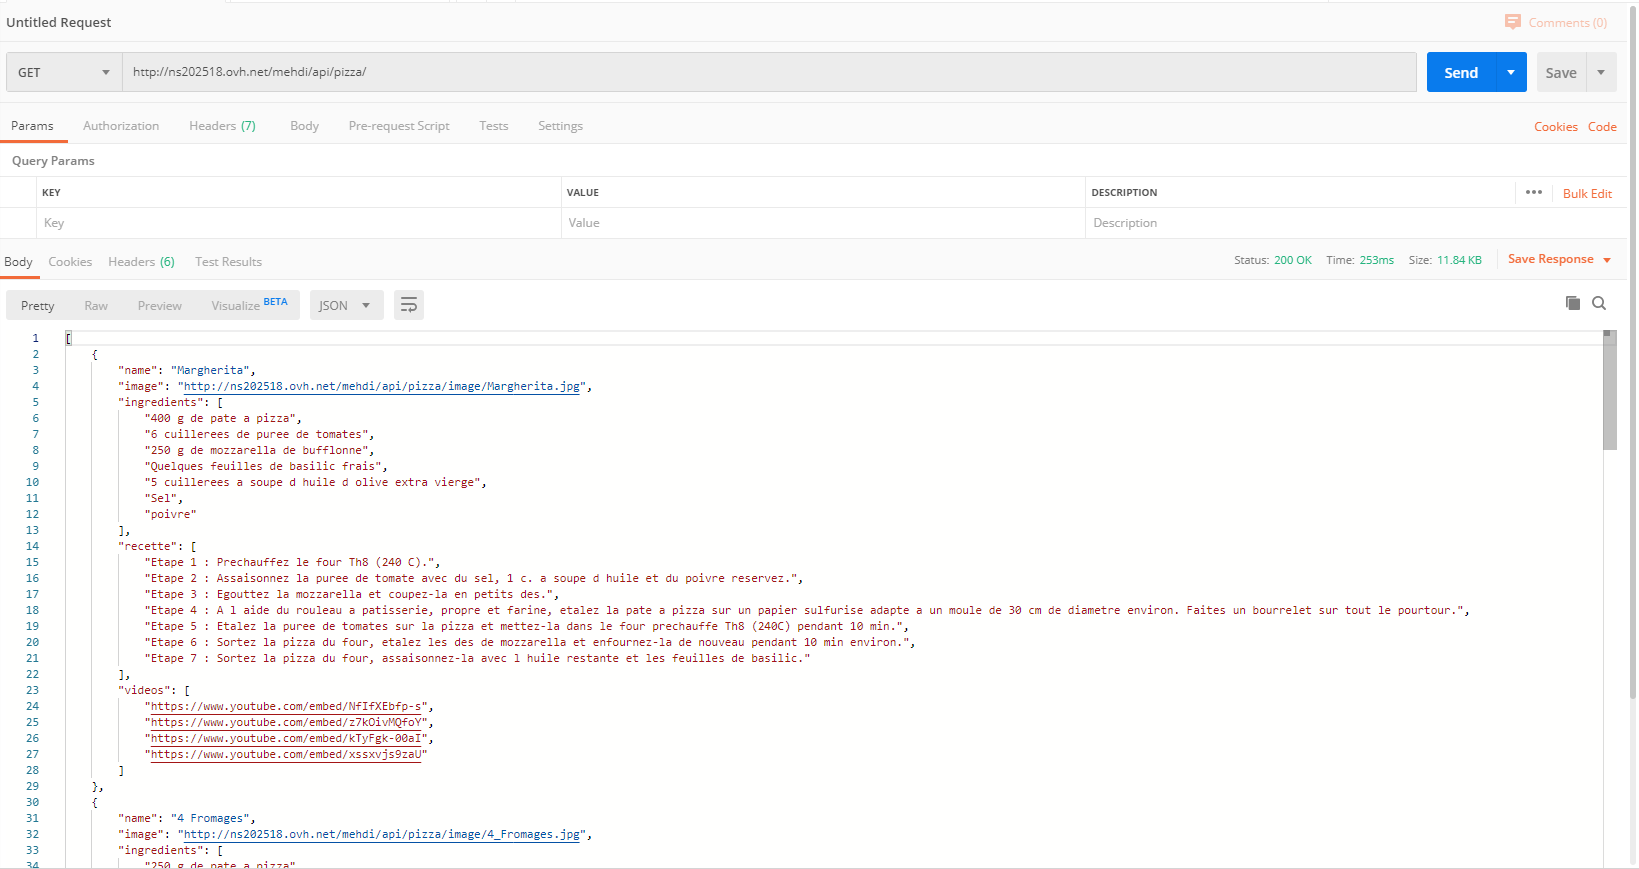 Untitled Request
Comments (0)
GET http://ns202518.ovh.net/mehdi/api/pizza/ Send Save
Params Authorization Headers (7) Body Pre-request Script Tests Settings Cookies Code
Query Params
KEY VALUE DESCRIPTION ••• Bulk Edit
Key Value Description
Body Cookies Headers (6) Test Results Status: 200 OK Time: 253ms Size: 11.84 KB Save Response
Pretty Raw Preview Visualize BETA JSON
1 [
2 {
3 "name": "Margherita",
4 "image": "http://ns202518.ovh.net/mehdi/api/pizza/image/Margherita.jpg",
5 "ingredients": [
6 "400 g de pate a pizza",
7 "6 cuillerees de puree de tomates",
8 "250 g de mozzarella de bufflonne",
9 "Quelques feuilles de basilic frais",
10 "5 cuillerees a soupe d huile d olive extra vierge",
11 "Sel",
12 "poivre"
13 ],
14 "recette": [
15 "Etape 1 : Prechauffez le four Th8 (240 C).",
16 "Etape 2 : Assaisonnez la puree de tomate avec du sel, 1 c. a soupe d huile et du poivre reservez.",
17 "Etape 3 : Egouttez la mozzarella et coupez-la en petits des.",
18 "Etape 4 : A l aide du rouleau a patisserie, propre et farine, etalez la pate a pizza sur un papier sulfurise adapte a un moule de 30 cm de diametre environ. Faites un bourrelet sur tout le pourtour.",
19 "Etape 5 : Etalez la puree de tomates sur la pizza et mettez-la dans le four prechauffe Th8 (240C) pendant 10 min.",
20 "Etape 6 : Sortez la pizza du four, etalez les des de mozzarella et enfournez-la de nouveau pendant 10 min environ.",
21 "Etape 7 : Sortez la pizza du four, assaisonnez-la avec l huile restante et les feuilles de basilic."
22 ],
23 "videos": [
24 "https://www.youtube.com/embed/NfIfXEbfp-s",
25 "https://www.youtube.com/embed/z7kOivMQfoY",
26 "https://www.youtube.com/embed/kTyFgk-00aI",
27 "https://www.youtube.com/embed/xssxvjs9zaU"
28 ]
29 },
30 {
31 "name": "4 Fromages",
32 "image": "http://ns202518.ovh.net/mehdi/api/pizza/image/4_Fromages.jpg",
33 "ingredients": [
34 "250 g de pate a pizza"